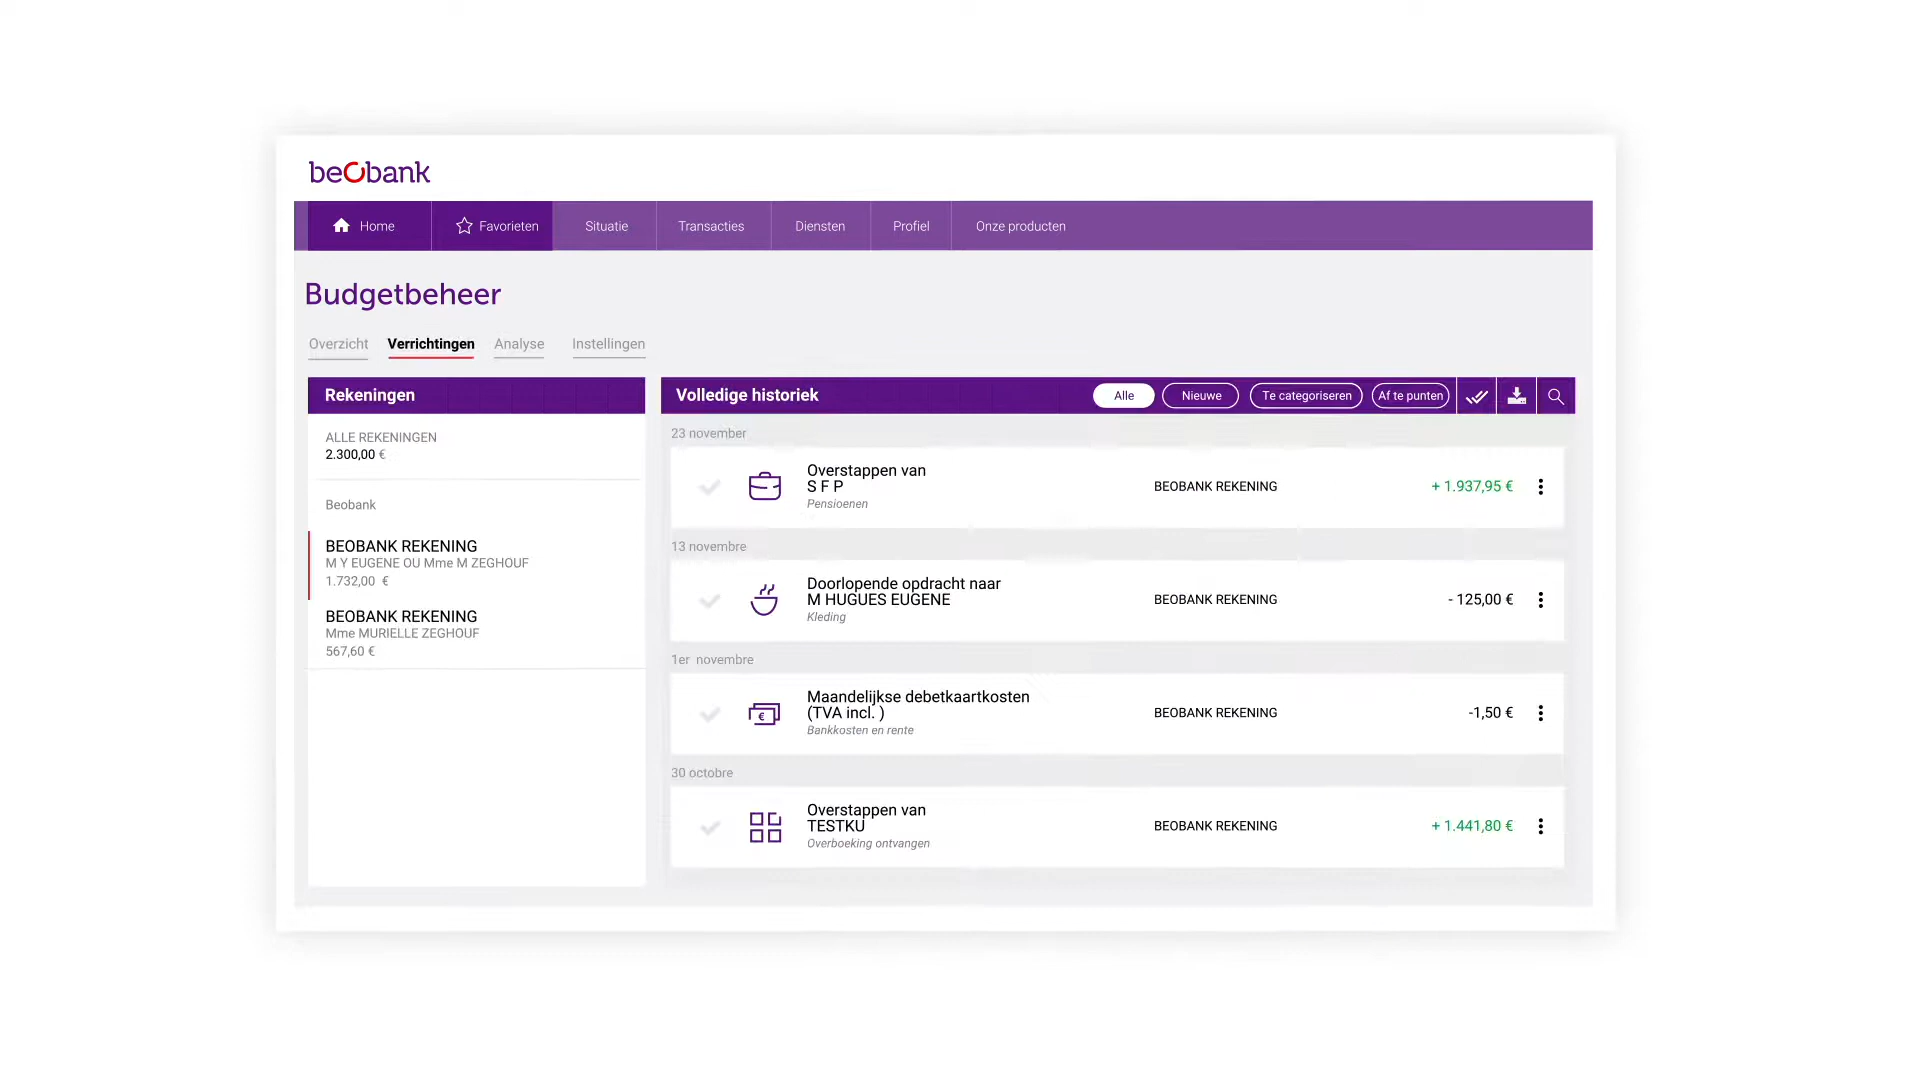 beobank
Home
Favorieten
Situatie
Transacties
Diensten
Profiel
Onze producten
Budgetbeheer
Overzicht
Verrichtingen
Analyse
Instellingen
Rekeningen
ALLE REKENINGEN
2.300,00 €
Beobank
BEOBANK REKENING
M Y EUGENE OU Mme M ZEGHOUF
1.732,00 €
BEOBANK REKENING
Mme MURIELLE ZEGHOUF
567,60 €
Volledige historiek
Alle
Nieuwe
Te categoriseren
Af te punten
23 november
Overstappen van
S F P
Pensioenen
BEOBANK REKENING
+ 1.937,95 €
13 novembre
Doorlopende opdracht naar
M HUGUES EUGENE
Kleding
BEOBANK REKENING
- 125,00 €
1er novembre
Maandelijkse debetkaartkosten
(TVA incl. )
Bankkosten en rente
BEOBANK REKENING
-1,50 €
30 octobre
Overstappen van
TESTKU
Overboeking ontvangen
BEOBANK REKENING
+ 1.441,80 €